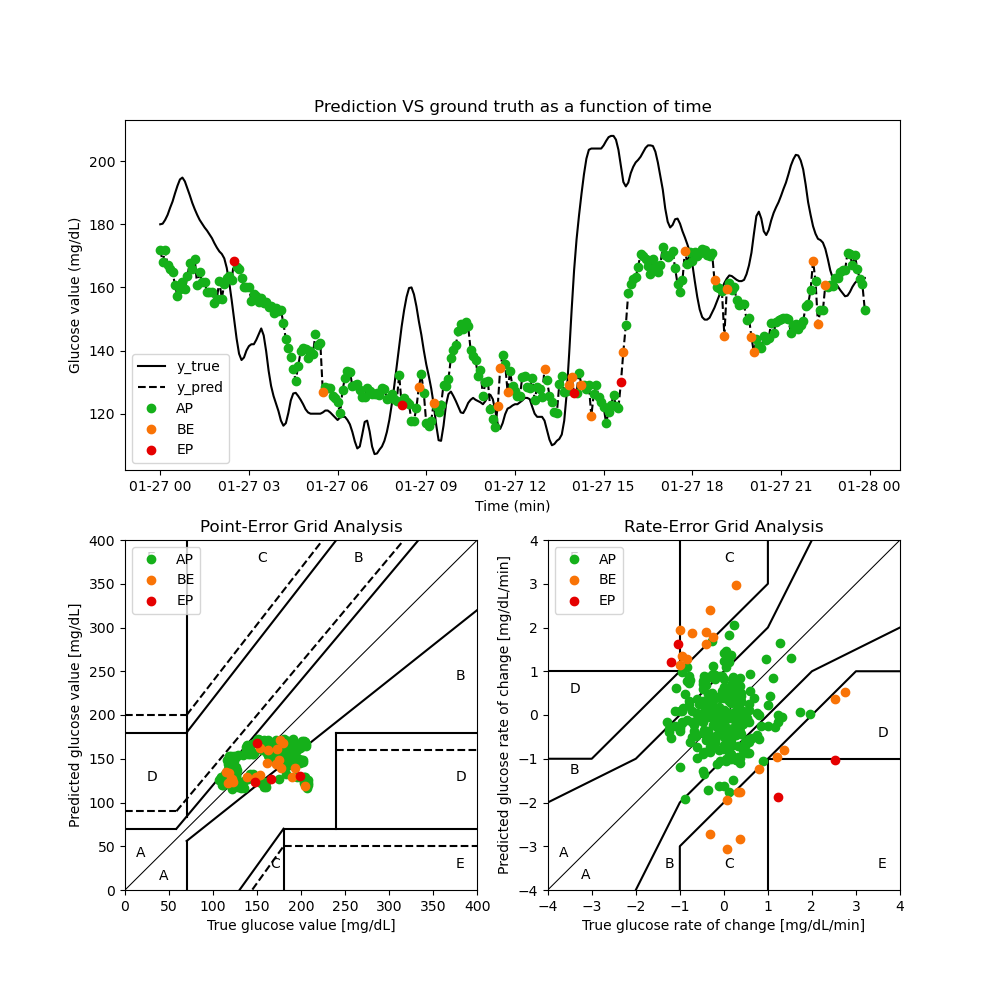 Prediction VS ground truth as a function of time
Glucose value (mg/dL)
200
180
160
140
120
y_true
y_pred
AP
BE
EP
01-27 00 01-27 03 01-27 06 01-27 09 01-27 12 01-27 15 01-27 18 01-27 21 01-28 00
Time (min)
Point-Error Grid Analysis
Predicted glucose value [mg/dL]
400
350
300
250
200
150
100
50
0
AP
BE
EP
C
B
B
D
D
A
A
C
E
0 50 100 150 200 250 300 350 400
True glucose value [mg/dL]
Rate-Error Grid Analysis
Predicted glucose rate of change [mg/dL/min]
4
3
2
1
0
−1
−2
−3
−4
AP
BE
EP
C
D
D
B
A
A
B
C
E
−4 −3 −2 −1 0 1 2 3 4
True glucose rate of change [mg/dL/min]